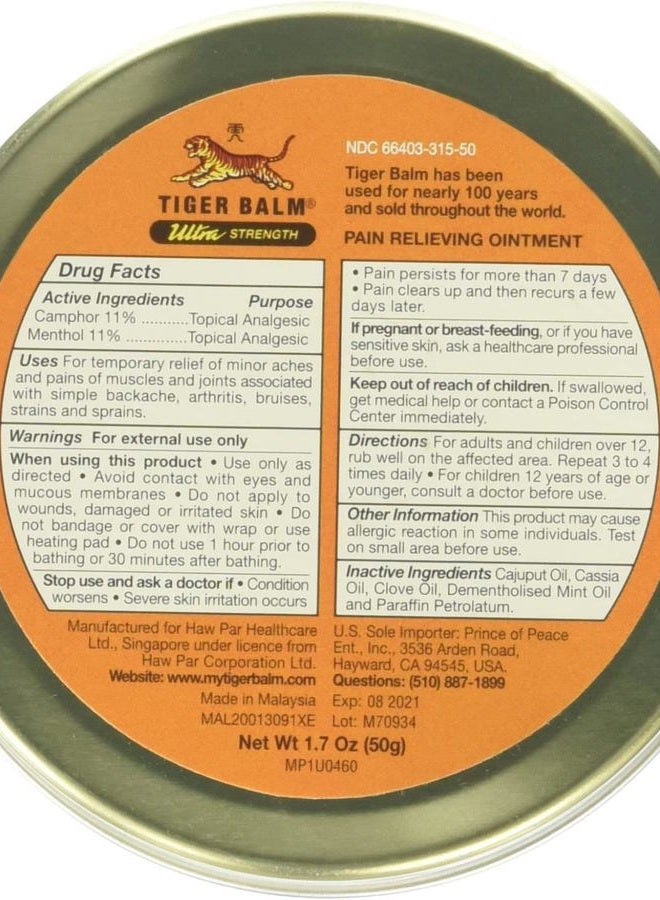 虎
TIGER BALM®
Ultra STRENGTH
NDC 66403-315-50
Tiger Balm has been
used for nearly 100 years
and sold throughout the world.
PAIN RELIEVING OINTMENT
Drug Facts
Active Ingredients Purpose
Camphor 11% ............Topical Analgesic
Menthol 11% ...............Topical Analgesic
Uses For temporary relief of minor aches
and pains of muscles and joints associated
with simple backache, arthritis, bruises,
strains and sprains.
Warnings For external use only
When using this product • Use only as
directed • Avoid contact with eyes and
mucous membranes • Do not apply to
wounds, damaged or irritated skin • Do
not bandage or cover with wrap or use
heating pad • Do not use 1 hour prior to
bathing or 30 minutes after bathing.
Stop use and ask a doctor if • Condition
worsens • Severe skin irritation occurs
• Pain persists for more than 7 days
• Pain clears up and then recurs a few
days later.
If pregnant or breast-feeding, or if you have
sensitive skin, ask a healthcare professional
before use.
Keep out of reach of children. If swallowed,
get medical help or contact a Poison Control
Center immediately.
Directions For adults and children over 12,
rub well on the affected area. Repeat 3 to 4
times daily • For children 12 years of age or
younger, consult a doctor before use.
Other Information This product may cause
allergic reaction in some individuals. Test
on small area before use.
Inactive Ingredients Cajuput Oil, Cassia
Oil, Clove Oil, Dementholised Mint Oil
and Paraffin Petrolatum.
Manufactured for Haw Par Healthcare
Ltd., Singapore under licence from
Haw Par Corporation Ltd.
Website: www.mytigerbalm.com
Made in Malaysia
MAL20013091XE
U.S. Sole Importer: Prince of Peace
Ent., Inc., 3536 Arden Road,
Hayward, CA 94545, USA.
Questions: (510) 887-1899
Exp: 08 2021
Lot: M70934
Net Wt 1.7 Oz (50g)
MP1U0460